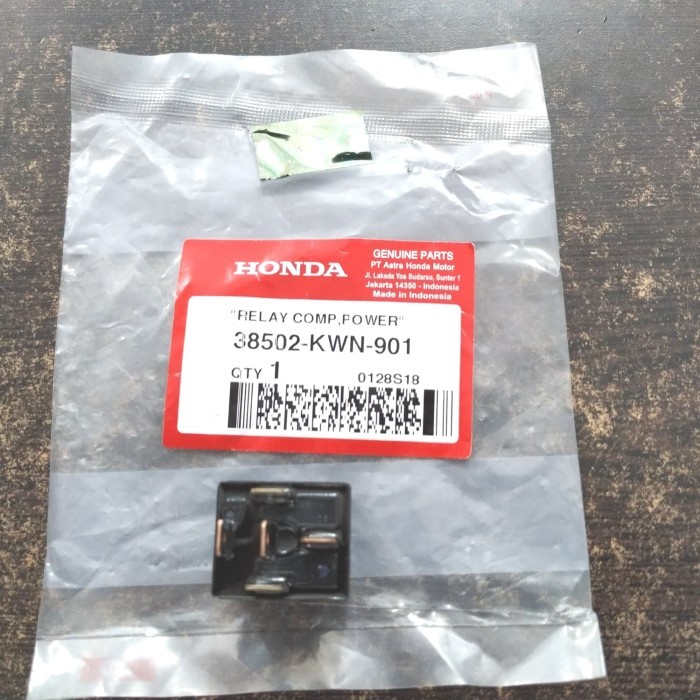 HONDA
GENUINE PARTS
PT Astra Honda Motor
Jl. Laksda Yos Sudarso, Sunter 1
Jakarta 14350 - Indonesia
Made in Indonesia
"RELAY COMP,POWER"
38502-KWN-901
QTY 1 0128S18